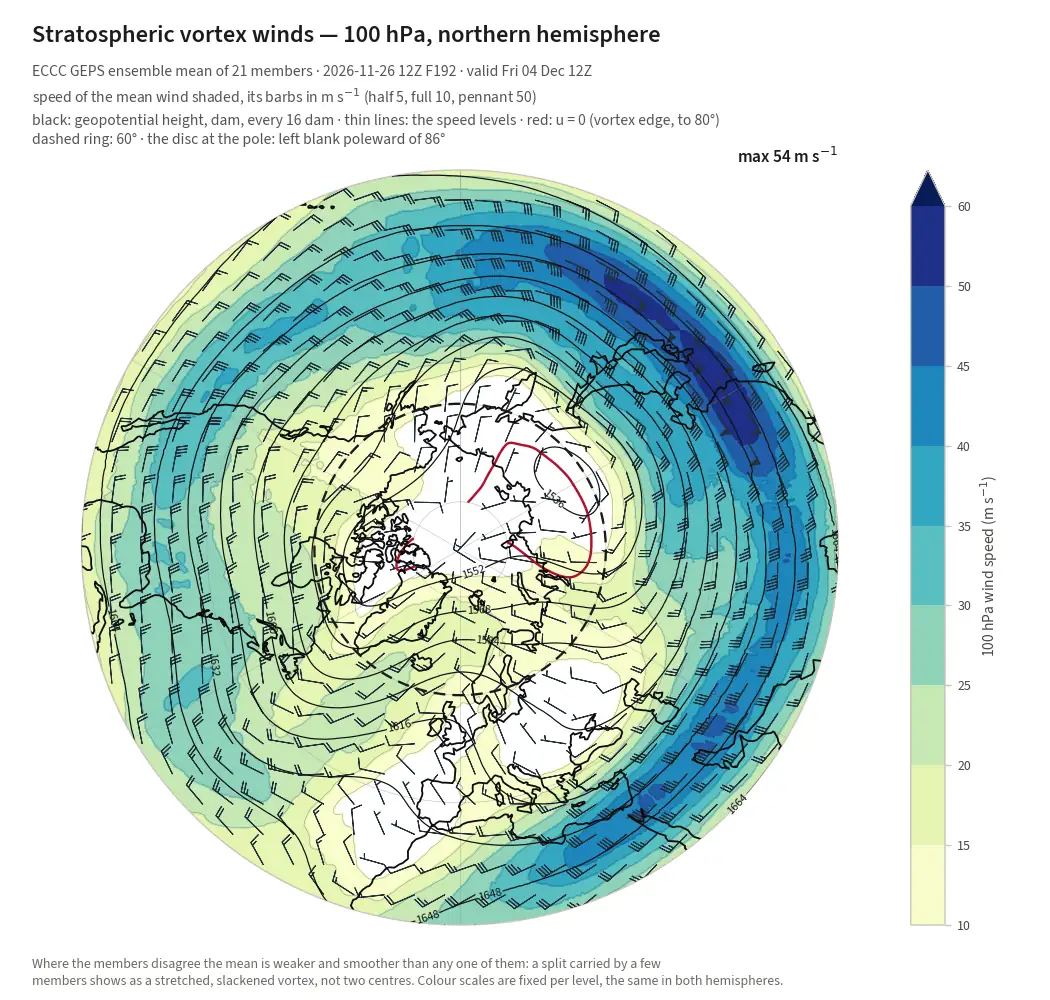 Stratospheric vortex winds — 100 hPa, northern hemisphere
ECCC GEPS ensemble mean of 21 members · 2026-11-26 12Z F192 · valid Fri 04 Dec 12Z
speed of the mean wind shaded, its barbs in m s⁻¹ (half 5, full 10, pennant 50)
black: geopotential height, dam, every 16 dam · thin lines: the speed levels · red: u = 0 (vortex edge, to 80°)
dashed ring: 60° · the disc at the pole: left blank poleward of 86°
max 54 m s⁻¹
60
50
45
40
35
30
25
20
15
10
100 hPa wind speed (m s⁻¹)
1552
1632
1616
1664
1648
1648
Where the members disagree the mean is weaker and smoother than any one of them: a split carried by a few
members shows as a stretched, slackened vortex, not two centres. Colour scales are fixed per level, the same in both hemispheres.